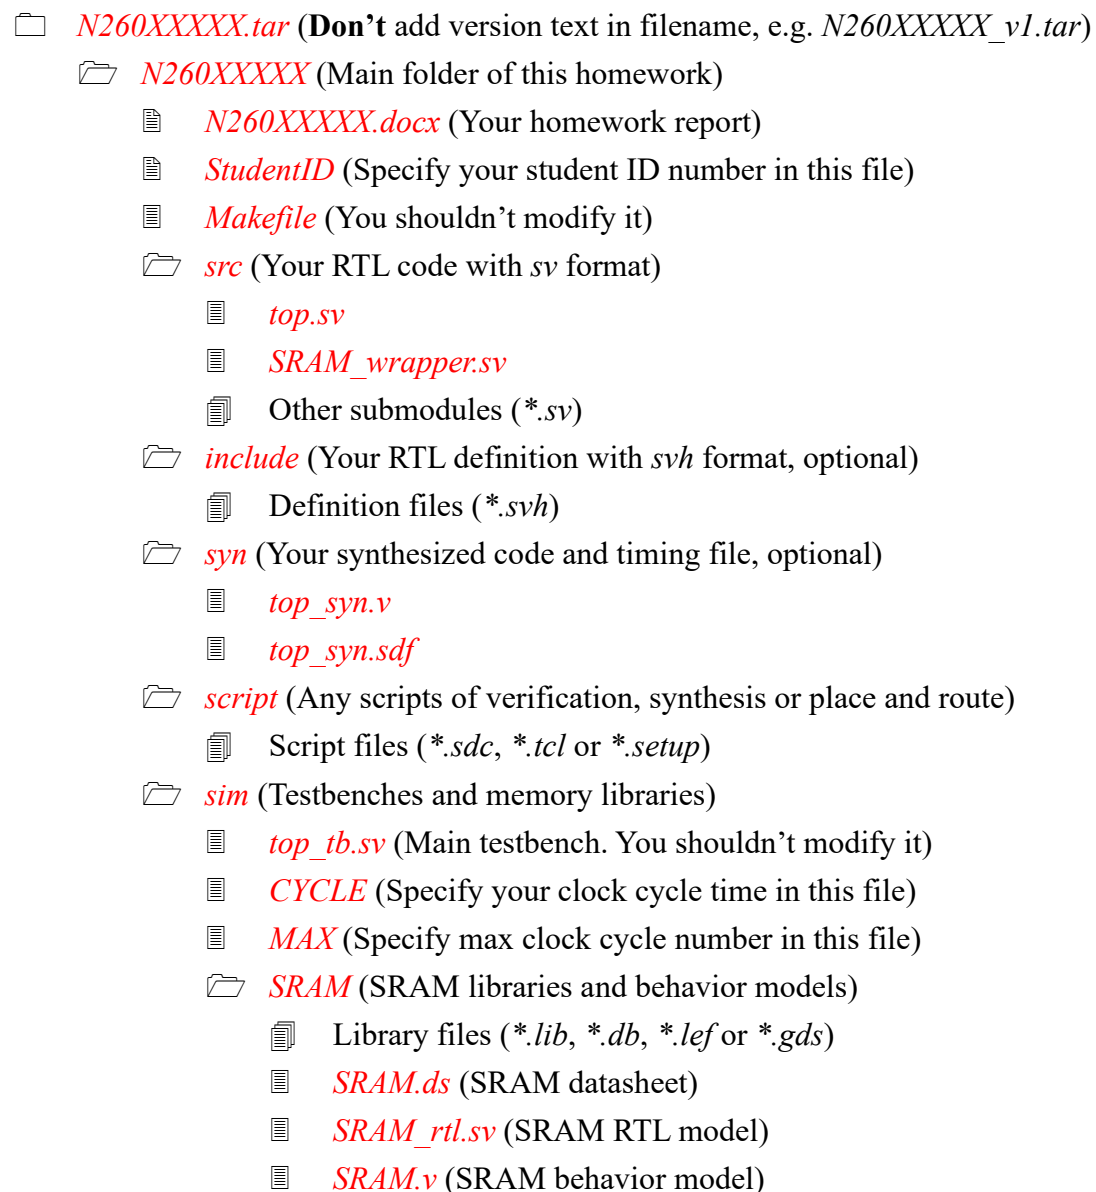 N260XXXXX.tar (Don’t add version text in filename, e.g. N260XXXXX_v1.tar)
N260XXXXX (Main folder of this homework)
N260XXXXX.docx (Your homework report)
StudentID (Specify your student ID number in this file)
Makefile (You shouldn’t modify it)
src (Your RTL code with sv format)
top.sv
SRAM_wrapper.sv
Other submodules (*.sv)
include (Your RTL definition with svh format, optional)
Definition files (*.svh)
syn (Your synthesized code and timing file, optional)
top_syn.v
top_syn.sdf
script (Any scripts of verification, synthesis or place and route)
Script files (*.sdc, *.tcl or *.setup)
sim (Testbenches and memory libraries)
top_tb.sv (Main testbench. You shouldn’t modify it)
CYCLE (Specify your clock cycle time in this file)
MAX (Specify max clock cycle number in this file)
SRAM (SRAM libraries and behavior models)
Library files (*.lib, *.db, *.lef or *.gds)
SRAM.ds (SRAM datasheet)
SRAM_rtl.sv (SRAM RTL model)
SRAM.v (SRAM behavior model)